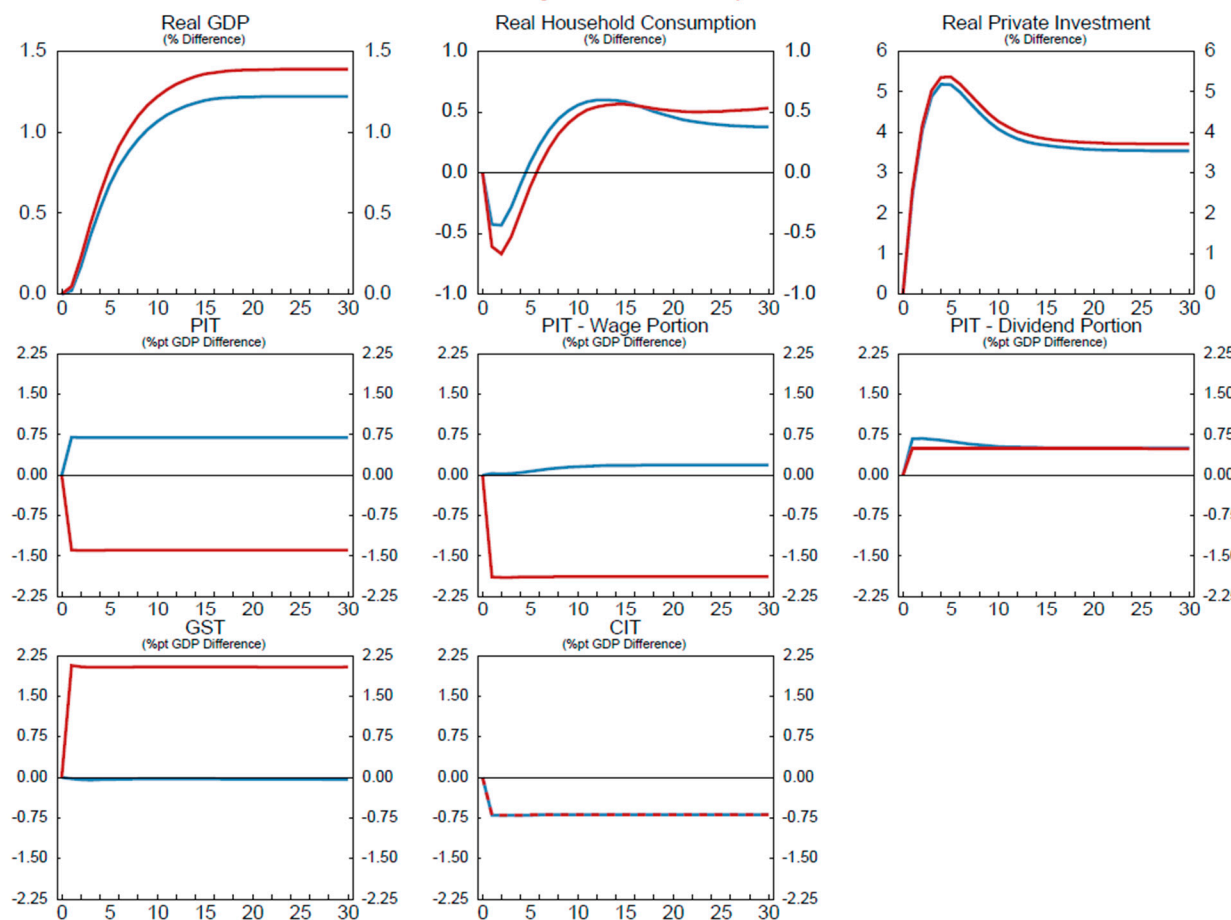 Real GDP
(% Difference)
1.5 1.5
1.0 1.0
0.5 0.5
0.0 0.0
0 5 10 15 20 25 30
Real Household Consumption
(% Difference)
1.0 1.0
0.5 0.5
0.0 0.0
-0.5 -0.5
-1.0 -1.0
0 5 10 15 20 25 30
Real Private Investment
(% Difference)
6 6
5 5
4 4
3 3
2 2
1 1
0 0
0 5 10 15 20 25 30
PIT
(%pt GDP Difference)
2.25 2.25
1.50 1.50
0.75 0.75
0.00 0.00
-0.75 -0.75
-1.50 -1.50
-2.25 -2.25
0 5 10 15 20 25 30
PIT - Wage Portion
(%pt GDP Difference)
2.25 2.25
1.50 1.50
0.75 0.75
0.00 0.00
-0.75 -0.75
-1.50 -1.50
-2.25 -2.25
0 5 10 15 20 25 30
PIT - Dividend Portion
(%pt GDP Difference)
2.25 2.25
1.50 1.50
0.75 0.75
0.00 0.00
-0.75 -0.75
-1.50 -1.50
-2.25 -2.25
0 5 10 15 20 25 30
GST
(%pt GDP Difference)
2.25 2.25
1.50 1.50
0.75 0.75
0.00 0.00
-0.75 -0.75
-1.50 -1.50
-2.25 -2.25
0 5 10 15 20 25 30
CIT
(%pt GDP Difference)
2.25 2.25
1.50 1.50
0.75 0.75
0.00 0.00
-0.75 -0.75
-1.50 -1.50
-2.25 -2.25
0 5 10 15 20 25 30